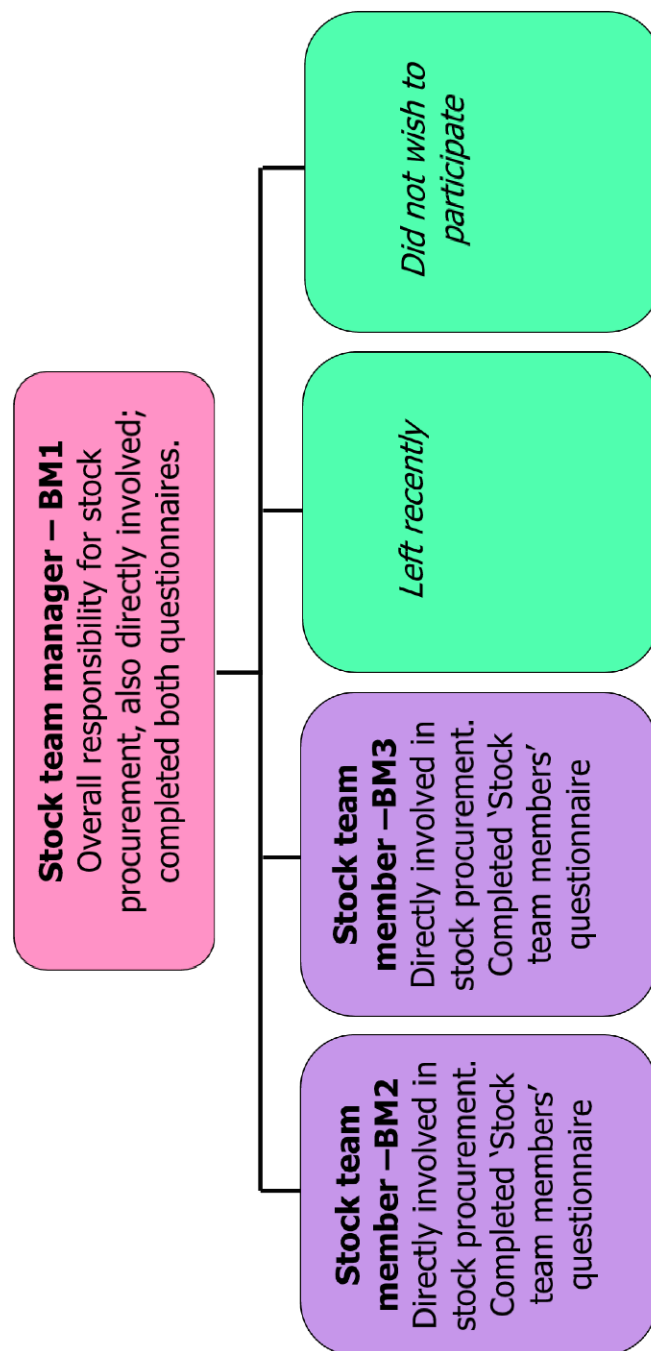 Stock team manager – BM1
Overall responsibility for stock
procurement, also directly involved;
completed both questionnaires.
Stock team
member –BM2
Directly involved in
stock procurement.
Completed ‘Stock
team members’
questionnaire
Stock team
member –BM3
Directly involved in
stock procurement.
Completed ‘Stock
team members’
questionnaire
Left recently
Did not wish to
participate